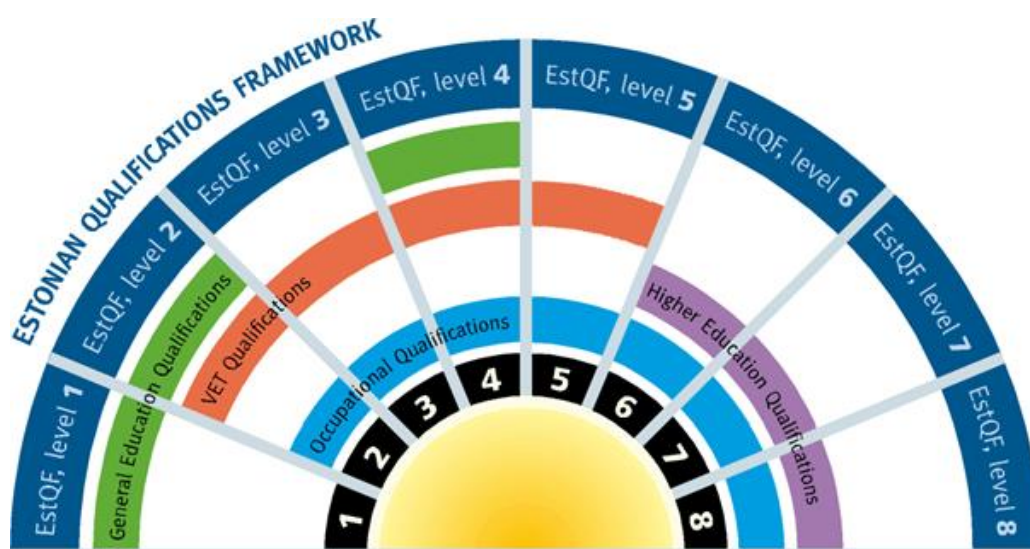 ESTONIAN QUALIFICATIONS FRAMEWORK
EstQF, level 1
EstQF, level 2
EstQF, level 3
EstQF, level 4
EstQF, level 5
EstQF, level 6
EstQF, level 7
EstQF, level 8
General Education Qualifications
VET Qualifications
Occupational Qualifications
Higher Education Qualifications
1
2
3
4
5
6
7
8